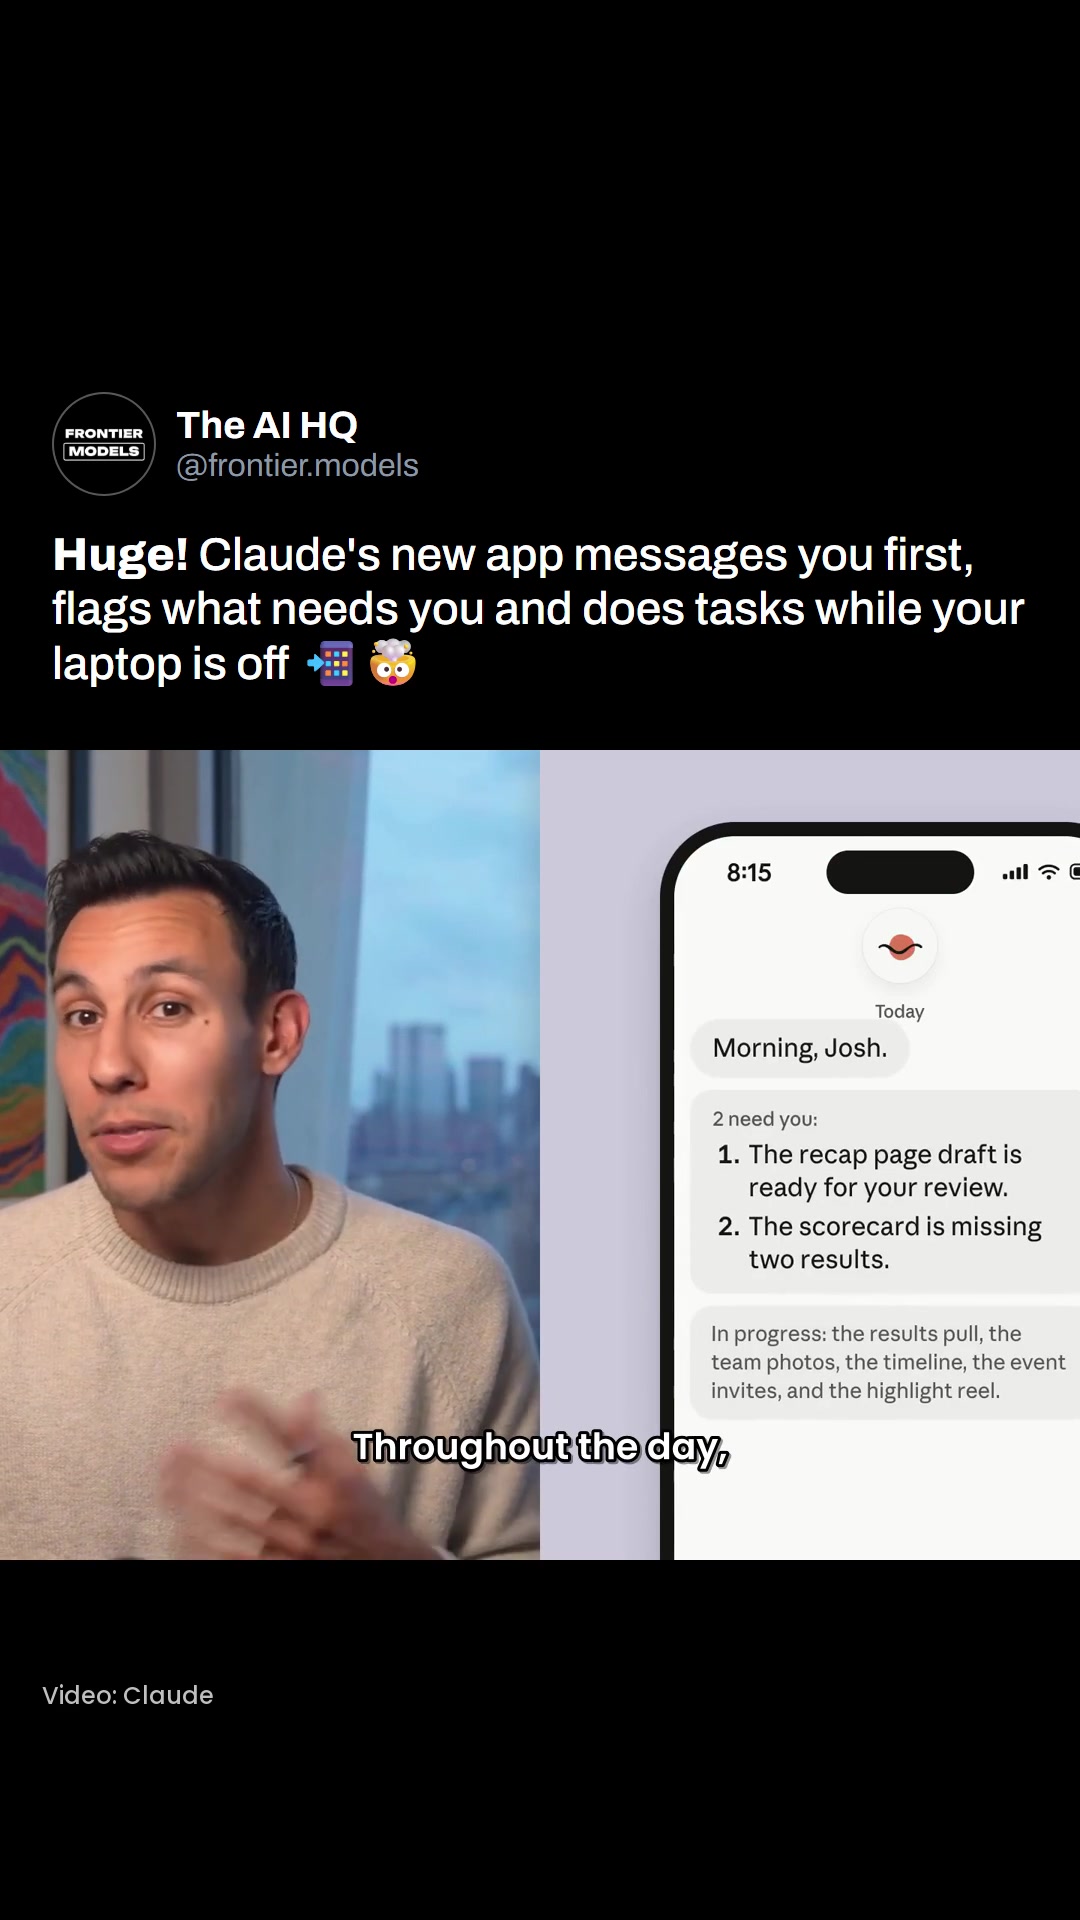 FRONTIER
MODELS
The AI HQ
@frontier.models
Huge! Claude's new app messages you first,
flags what needs you and does tasks while your
laptop is off 📲 🤯
8:15
Today
Morning, Josh.
2 need you:
1. The recap page draft is
ready for your review.
2. The scorecard is missing
two results.
In progress: the results pull, the
team photos, the timeline, the event
invites, and the highlight reel.
Throughout the day,
Video: Claude